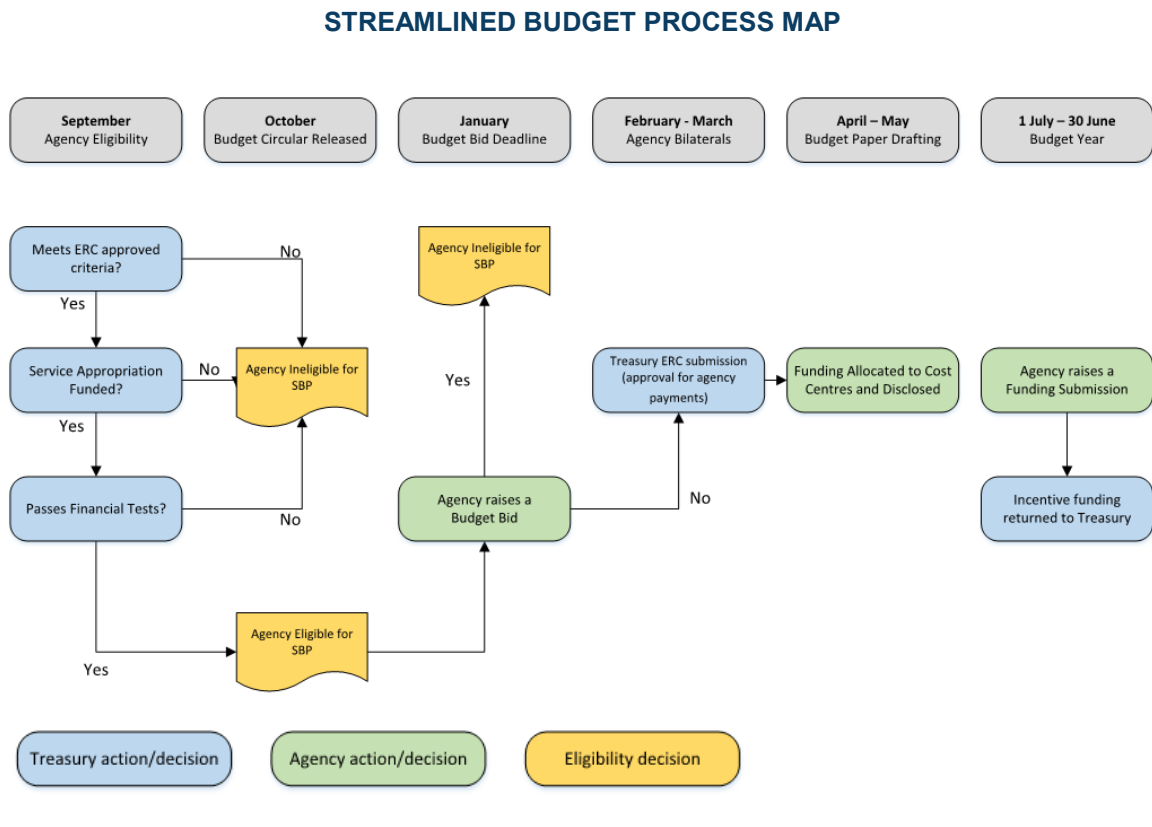 STREAMLINED BUDGET PROCESS MAP
September
Agency Eligibility
October
Budget Circular Released
January
Budget Bid Deadline
February - March
Agency Bilaterals
April – May
Budget Paper Drafting
1 July – 30 June
Budget Year
Meets ERC approved
criteria?
No
Agency Ineligible for
SBP
Yes
Service Appropriation
Funded?
No
Agency Ineligible for
SBP
Yes
Treasury ERC submission
(approval for agency
payments)
Funding Allocated to Cost
Centres and Disclosed
Agency raises a
Funding Submission
Yes
Passes Financial Tests?
No
Agency raises a
Budget Bid
No
Incentive funding
returned to Treasury
Agency Eligible for
SBP
Yes
Treasury action/decision
Agency action/decision
Eligibility decision